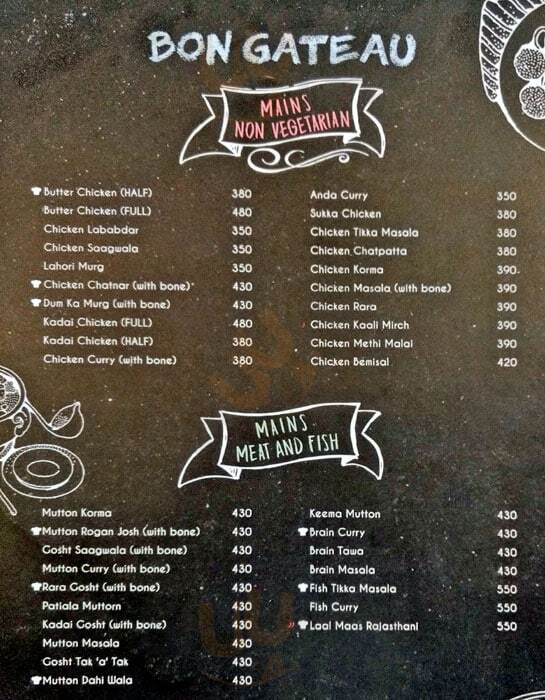 BON GATEAU
MAINS
NON VEGETARIAN
Butter Chicken (HALF) 380
Butter Chicken (FULL) 480
Chicken Lababdar 350
Chicken Saagwala 350
Lahori Murg 350
Chicken Chatnar (with bone) 430
Dum Ka Murg (with bone) 430
Kadai Chicken (FULL) 480
Kadai Chicken (HALF) 380
Chicken Curry (with bone) 380
Anda Curry 350
Sukka Chicken 380
Chicken Tikka Masala 380
Chicken Chatpatta 380
Chicken Korma 390
Chicken Masala (with bone) 390
Chicken Rara 390
Chicken Kaali Mirch 390
Chicken Methi Malai 390
Chicken Bemisal 420
MAINS
MEAT AND FISH
Mutton Korma 430
Mutton Rogan Josh (with bone) 430
Gosht Saagwala (with bone) 430
Mutton Curry (with bone) 430
Rara Gosht (with bone) 430
Patiala Muttorn 430
Kadai Gosht (with bone) 430
Mutton Masala 430
Gosht Tak 'a' Tak 430
Mutton Dahi Wala 430
Keema Mutton 430
Brain Curry 430
Brain Tawa 430
Brain Masala 430
Fish Tikka Masala 550
Fish Curry 550
Laal Maas Rajasthani 500